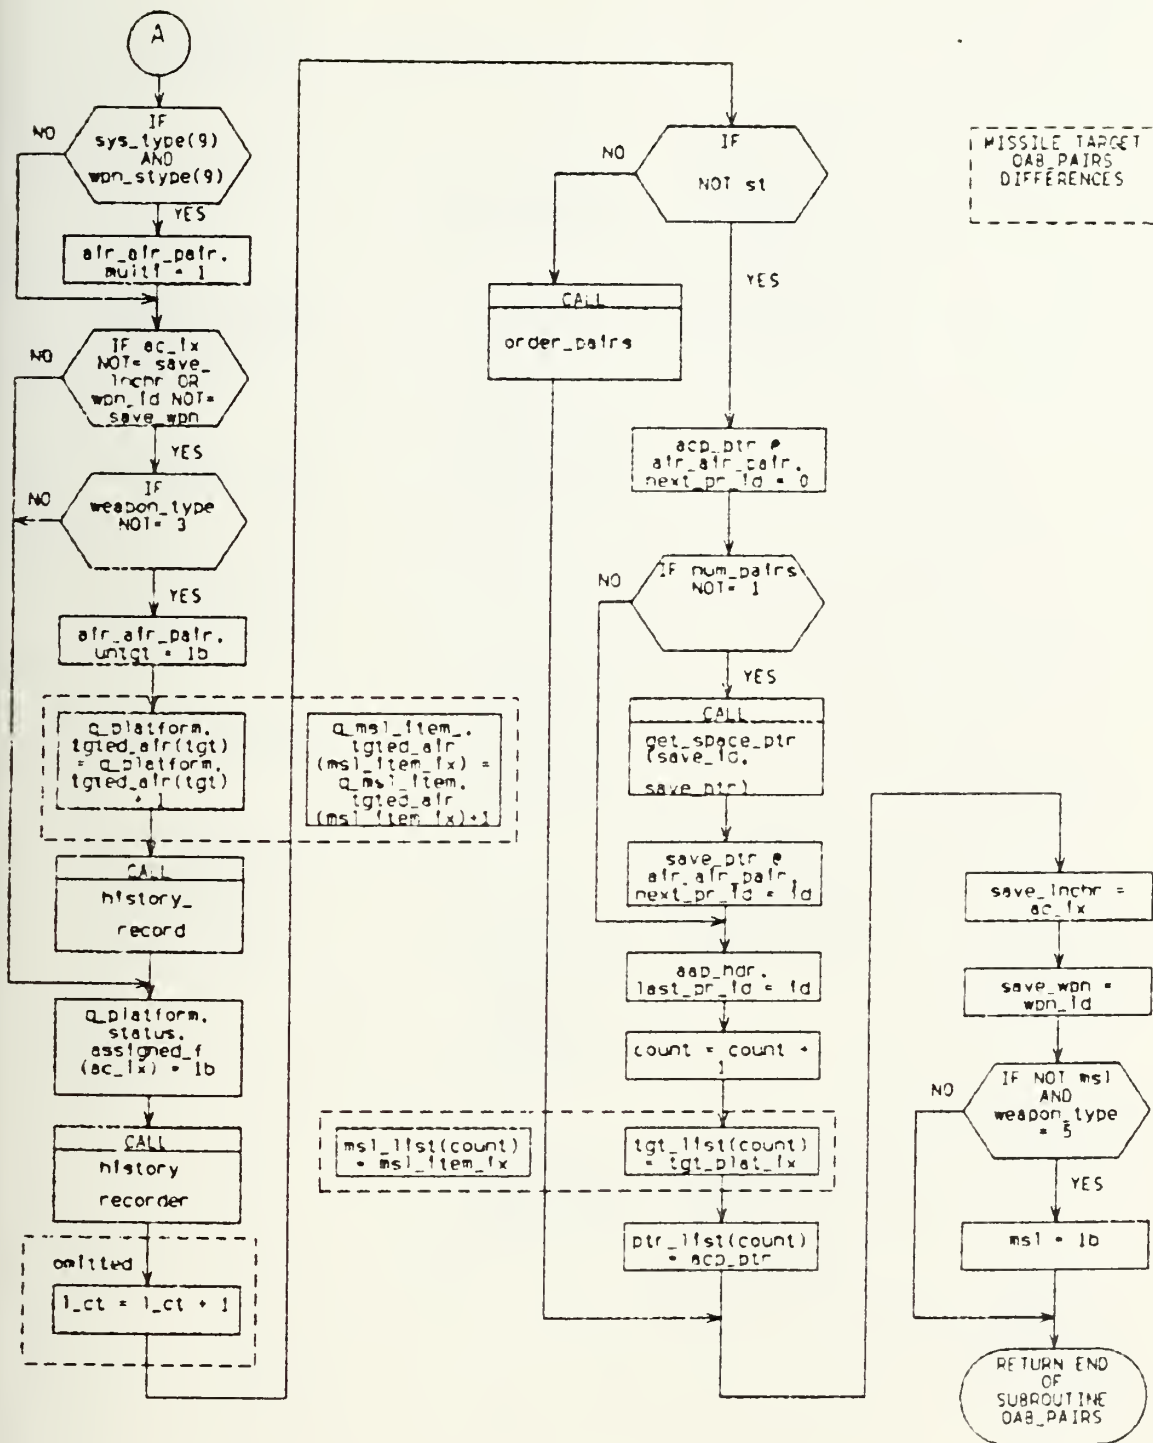 A
IF
sys_type(9)
AND
wpn_stype(9)
NO
YES
air_air_pair.
multi = 1
IF ac_ix
NOT= save_
lnchr OR
wpn_id NOT=
save_wpn
NO
YES
IF
weapon_type
NOT= 3
NO
YES
air_air_pair.
untgt = 1b
q_platform.
tgted_air(tgt)
= q_platform.
tgted_air(tgt)
+ 1
q_msl_item_.
tgted_air
(msl_item_ix) =
q_msl_item.
tgted_air
(msl_item_ix)+1
CALL
history_
record
q_platform.
status.
assigned_f
(ac_ix) = 1b
CALL
history
recorder
omitted
l_ct = l_ct + 1
IF
NOT st
NO
YES
CALL
order_pairs
acp_ptr @
air_air_pair.
next_pr_id = 0
IF num_pairs
NOT= 1
NO
YES
CALL
get_space_ptr
(save_id.
save_ptr)
save_ptr @
air_air_pair.
next_pr_id = id
aap_hdr.
last_pr_id = id
count = count +
1
msl_list(count)
= msl_item_ix
tgt_list(count)
= tgt_plat_ix
ptr_list(count)
= acp_ptr
MISSILE TARGET
OAB_PAIRS
DIFFERENCES
save_lnchr =
ac_ix
save_wpn =
wpn_id
IF NOT msl
AND
weapon_type
= 5
NO
YES
msl = 1b
RETURN END
OF
SUBROUTINE
OAB_PAIRS